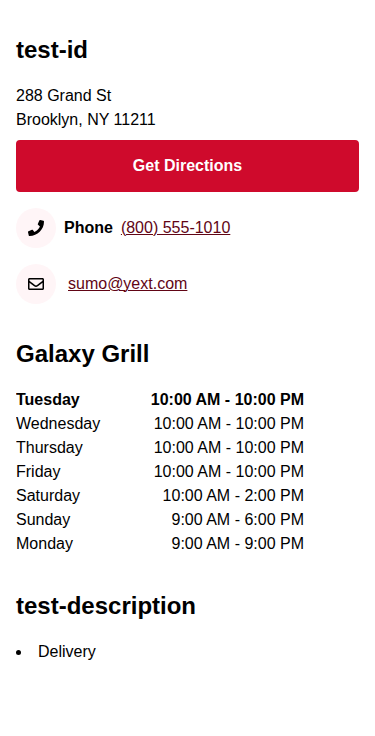 test-id
288 Grand St
Brooklyn, NY 11211
Get Directions
Phone (800) 555-1010
sumo@yext.com
Galaxy Grill
Tuesday 10:00 AM - 10:00 PM
Wednesday 10:00 AM - 10:00 PM
Thursday 10:00 AM - 10:00 PM
Friday 10:00 AM - 10:00 PM
Saturday 10:00 AM - 2:00 PM
Sunday 9:00 AM - 6:00 PM
Monday 9:00 AM - 9:00 PM
test-description
• Delivery